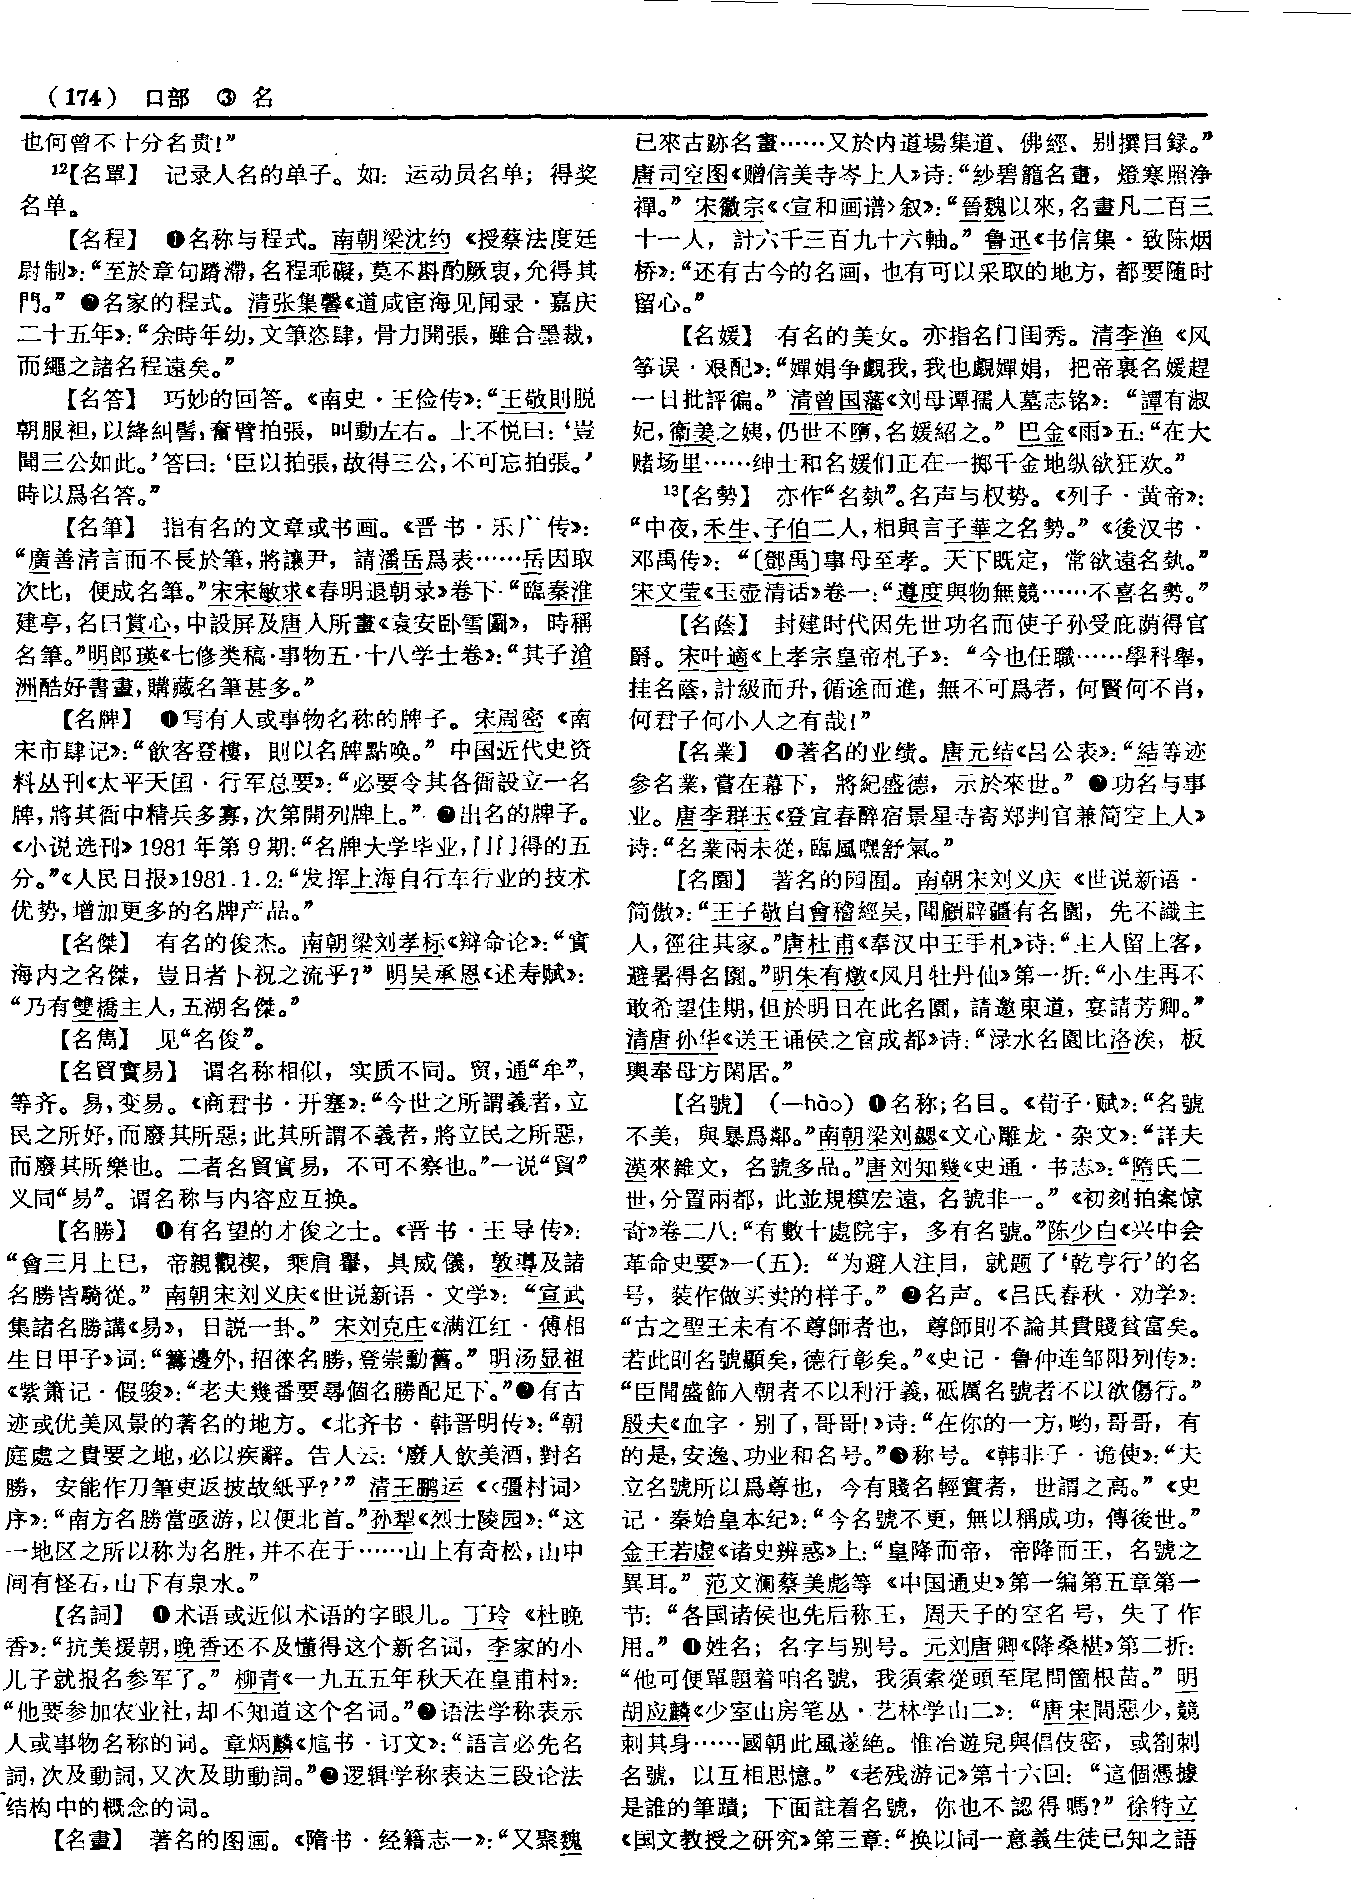 （174） 口部 ③ 名
也何曾不十分名贵！”
12【名單】 记录人名的单子。如：运动员名单；得奖
名单。
【名程】 ❶名称与程式。南朝梁沈约《授蔡法度廷
尉制》：“至於章句踳滯，名程乖礙，莫不斟酌厥衷，允得其
門。” ❷名家的程式。清张集馨《道咸宦海见闻录·嘉庆
二十五年》：“余時年幼，文筆恣肆，骨力開張，雖合墨裁，
而繩之諸名程遠矣。”
【名答】 巧妙的回答。《南史·王俭传》：“王敬則脱
朝服袒，以絳糾髻，奮臂拍張，叫動左右。上不悦曰：‘豈
聞三公如此。’答曰：‘臣以拍張，故得三公，不可忘拍張。’
時以爲名答。”
【名筆】 指有名的文章或书画。《晋书·乐广传》：
“廣善清言而不長於筆，將讓尹，請潘岳爲表……岳因取
次比，便成名筆。”宋宋敏求《春明退朝录》卷下：“臨秦淮
建亭，名曰賞心，中設屏及唐人所畫《袁安卧雪圖》，時稱
名筆。”明郎瑛《七修类稿·事物五·十八学士卷》：“其子滄
洲酷好書畫，購藏名筆甚多。”
【名牌】 ❶写有人或事物名称的牌子。宋周密《南
宋市肆记》：“飲客登樓，則以名牌點唤。” 中国近代史资
料丛刊《太平天国·行军总要》：“必要令其各衙設立一名
牌，將其衙中精兵多寡，次第開列牌上。” ❷出名的牌子。
《小说选刊》1981年第9期：“名牌大学毕业，门门得的五
分。”《人民日报》1981.1.2：“发挥上海自行车行业的技术
优势，增加更多的名牌产品。”
【名傑】 有名的俊杰。南朝梁刘孝标《辩命论》：“實
海内之名傑，豈日者卜祝之流乎？” 明吴承恩《述寿赋》：
“乃有雙橋主人，五湖名傑。”
【名雋】 见“名俊”。
【名貿實易】 谓名称相似，实质不同。贸，通“牟”，
等齐。易，变易。《商君书·开塞》：“今世之所謂義者，立
民之所好，而廢其所惡；此其所謂不義者，將立民之所惡，
而廢其所樂也。二者名貿實易，不可不察也。”一说“貿”
义同“易”。谓名称与内容应互换。
【名勝】 ❶有名望的才俊之士。《晋书·王导传》：
“會三月上巳，帝親觀禊，乘肩轝，具威儀，敦導及諸
名勝皆騎從。” 南朝宋刘义庆《世说新语·文学》：“宣武
集諸名勝講《易》，日説一卦。” 宋刘克庄《满江红·傅相
生日甲子》词：“籌邊外，招徠名勝，登崇勳舊。” 明汤显祖
《紫箫记·假骏》：“老夫幾番要尋個名勝配足下。”❷有古
迹或优美风景的著名的地方。《北齐书·韩晋明传》：“朝
庭處之貴要之地，必以疾辭。告人云：‘廢人飲美酒，對名
勝，安能作刀筆吏返披故紙乎？’” 清王鹏运《〈彊村词〉
序》：“南方名勝當亟游，以便北首。”孙犁《烈士陵园》：“这
一地区之所以称为名胜，并不在于……山上有奇松，山中
间有怪石，山下有泉水。”
【名詞】 ❶术语或近似术语的字眼儿。丁玲《杜晚
香》：“抗美援朝，晚香还不及懂得这个新名词，李家的小
儿子就报名参军了。” 柳青《一九五五年秋天在皇甫村》：
“他要参加农业社，却不知道这个名词。”❷语法学称表示
人或事物名称的词。章炳麟《訄书·订文》：“語言必先名
詞，次及動詞，又次及助動詞。”❸逻辑学称表达三段论法
结构中的概念的词。
【名畫】 著名的图画。《隋书·经籍志一》：“又聚魏
已來古跡名畫……又於内道場集道、佛經、别撰目録。”
唐司空图《赠信美寺岑上人》诗：“紗碧籠名畫，燈寒照净
禪。” 宋徽宗《〈宣和画谱〉叙》：“晉魏以來，名畫凡二百三
十一人，計六千三百九十六軸。” 鲁迅《书信集·致陈烟
桥》：“还有古今的名画，也有可以采取的地方，都要随时
留心。”
【名媛】 有名的美女。亦指名门闺秀。清李渔《风
筝误·艰配》：“嬋娟争覷我，我也覷嬋娟，把帝裏名媛趕
一日批評徧。” 清曾国藩《刘母谭孺人墓志铭》：“譚有淑
妃，衛姜之姨，仍世不墮，名媛紹之。” 巴金《雨》五：“在大
赌场里……绅士和名媛们正在一掷千金地纵欲狂欢。”
13【名勢】 亦作“名埶”。名声与权势。《列子·黄帝》：
“中夜，禾生、子伯二人，相與言子華之名勢。”《後汉书·
邓禹传》：“〔鄧禹〕事母至孝。天下既定，常欲遠名埶。”
宋文莹《玉壶清话》卷一：“遵度與物無競……不喜名勢。”
【名蔭】 封建时代因先世功名而使子孙受庇荫得官
爵。宋叶適《上孝宗皇帝札子》：“今也任職……學科舉，
挂名蔭，計級而升，循途而進，無不可爲者，何賢何不肖，
何君子何小人之有哉！”
【名業】 ❶著名的业绩。唐元结《吕公表》：“結等迹
參名業，嘗在幕下，將紀盛德，示於來世。” ❷功名与事
业。唐李群玉《登宜春醉宿景星寺寄郑判官兼简空上人》
诗：“名業兩未從，臨風嘿舒氣。”
【名園】 著名的园囿。南朝宋刘义庆《世说新语·
简傲》：“王子敬自會稽經吴，聞顧辟疆有名園，先不識主
人，徑往其家。”唐杜甫《奉汉中王手札》诗：“主人留上客，
避暑得名園。”明朱有燉《风月牡丹仙》第一折：“小生再不
敢希望佳期，但於明日在此名園，請邀東道，宴請芳卿。”
清唐孙华《送王诵侯之官成都》诗：“渌水名園比洛涘，板
輿奉母方閑居。”
【名號】 （—hào）❶名称；名目。《荀子·赋》：“名號
不美，與暴爲鄰。”南朝梁刘勰《文心雕龙·杂文》：“詳夫
漢來雜文，名號多品。”唐刘知幾《史通·书志》：“隋氏二
世，分置兩都，此並規模宏遠，名號非一。”《初刻拍案惊
奇》卷二八：“有數十處院宇，多有名號。”陈少白《兴中会
革命史要》一（五）：“为避人注目，就题了‘乾亨行’的名
号，装作做买卖的样子。” ❷名声。《吕氏春秋·劝学》：
“古之聖王未有不尊師者也，尊師則不論其貴賤貧富矣。
若此則名號顯矣，德行彰矣。”《史记·鲁仲连邹阳列传》：
“臣聞盛飾入朝者不以利汙義，砥厲名號者不以欲傷行。”
殷夫《血字·别了，哥哥！》诗：“在你的一方，哟，哥哥，有
的是，安逸、功业和名号。”❸称号。《韩非子·诡使》：“夫
立名號所以爲尊也，今有賤名輕實者，世謂之高。”《史
记·秦始皇本纪》：“今名號不更，無以稱成功，傳後世。”
金王若虚《诸史辨惑》上：“皇降而帝，帝降而王，名號之
異耳。” 范文澜蔡美彪等《中国通史》第一编第五章第一
节：“各国诸侯也先后称王，周天子的空名号，失了作
用。” ❹姓名；名字与别号。元刘唐卿《降桑椹》第二折：
“他可便單題着咱名號，我須索從頭至尾問箇根苗。” 明
胡应麟《少室山房笔丛·艺林学山二》：“唐宋間惡少，競
刺其身……國朝此風遂絶。惟冶遊兒與倡伎密，或劄刺
名號，以互相思憶。”《老残游记》第十六回：“這個憑據
是誰的筆蹟；下面註着名號，你也不認得嗎？” 徐特立
《国文教授之研究》第三章：“换以同一意義生徒已知之語